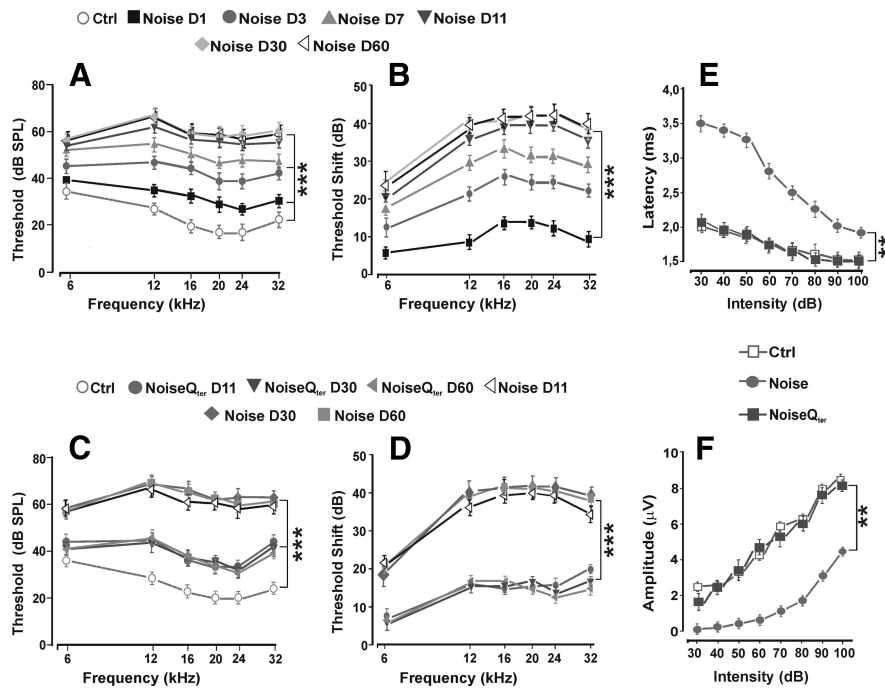 Ctrl Noise D1 Noise D3 Noise D7 Noise D11
Noise D30 Noise D60
A
Threshold (dB SPL)
80
60
40
20
0
6 12 16 20 24 32
Frequency (kHz)
***
B
Threshold Shift (dB)
50
40
30
20
10
0
6 12 16 20 24 32
Frequency (kHz)
***
E
Latency (ms)
4,0
3,5
3,0
2,5
2,0
1,5
30 40 50 60 70 80 90 100
Intensity (dB)
**
Ctrl
Noise
NoiseQter
Ctrl NoiseQter D11 NoiseQter D30 NoiseQter D60 Noise D11
Noise D30 Noise D60
C
Threshold (dB SPL)
80
60
40
20
0
6 12 16 20 24 32
Frequency (kHz)
***
D
Threshold Shift (dB)
50
40
30
20
10
0
6 12 16 20 24 32
Frequency (kHz)
***
F
Amplitude (µV)
10
8
6
4
2
0
30 40 50 60 70 80 90 100
Intensity (dB)
**